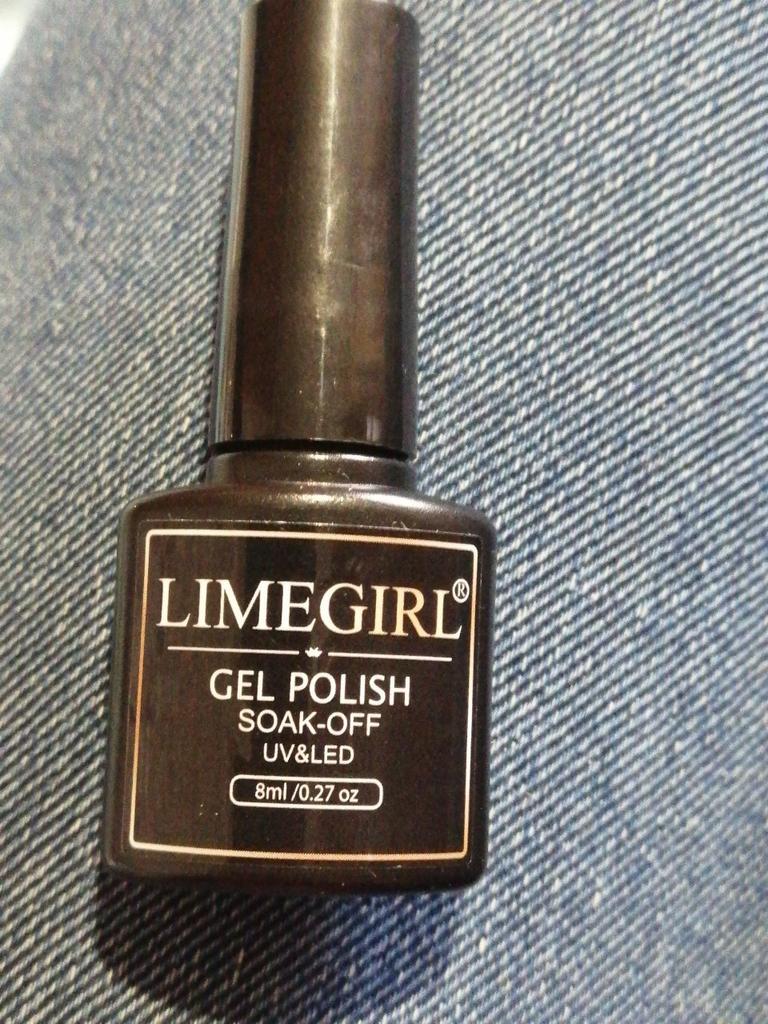 LIMEGIRL®
GEL POLISH
SOAK-OFF
UV&LED
8ml /0.27 oz